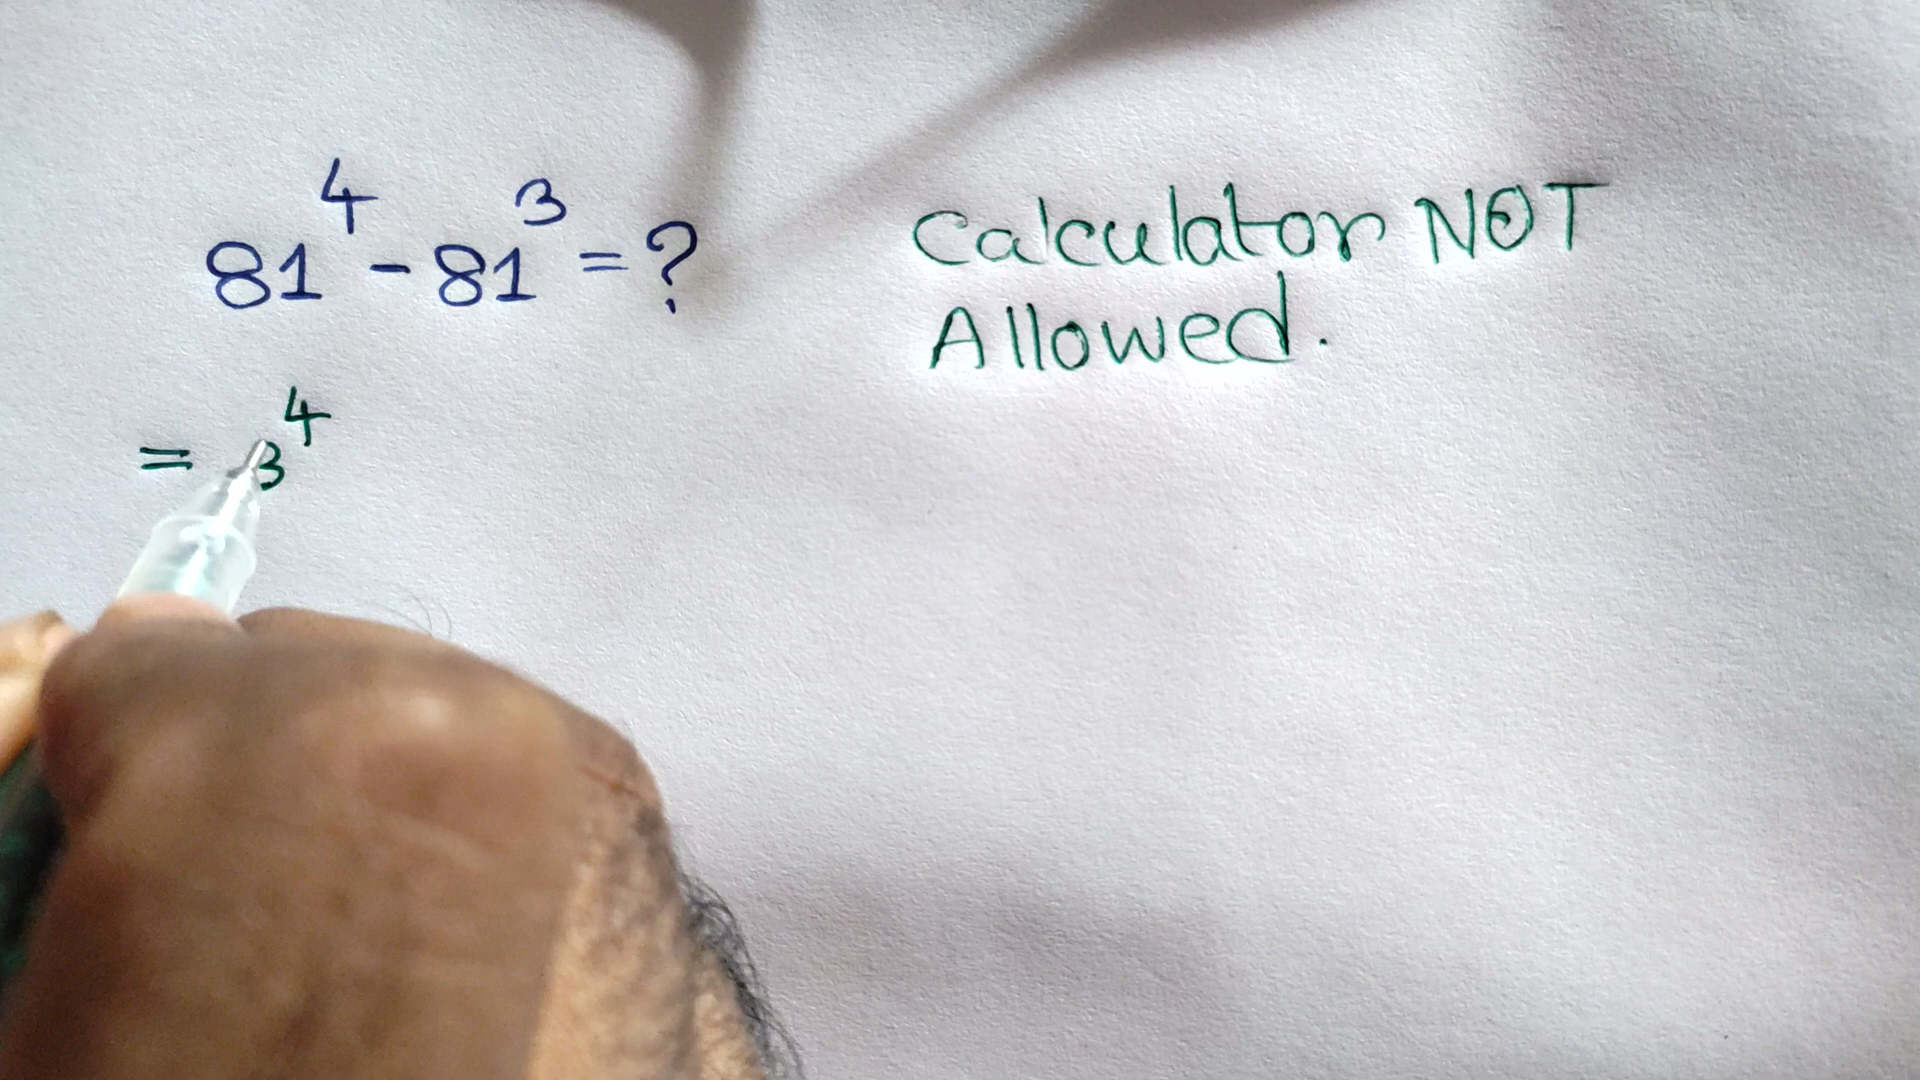 81⁴ - 81³ = ?
Calculator NOT
Allowed.
= 3⁴